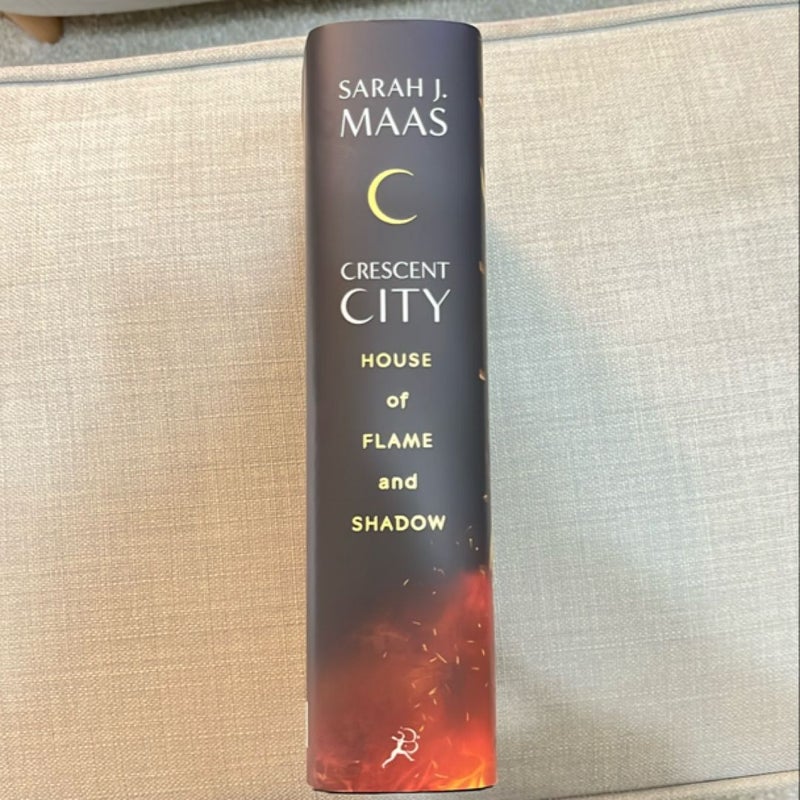 SARAH J.
MAAS
CRESCENT
CITY
HOUSE
of
FLAME
and
SHADOW